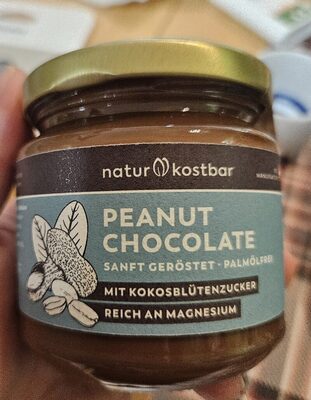 natur kostbar
PEANUT
CHOCOLATE
SANFT GERÖSTET · PALMÖLFREI
MIT KOKOSBLÜTENZUCKER
REICH AN MAGNESIUM